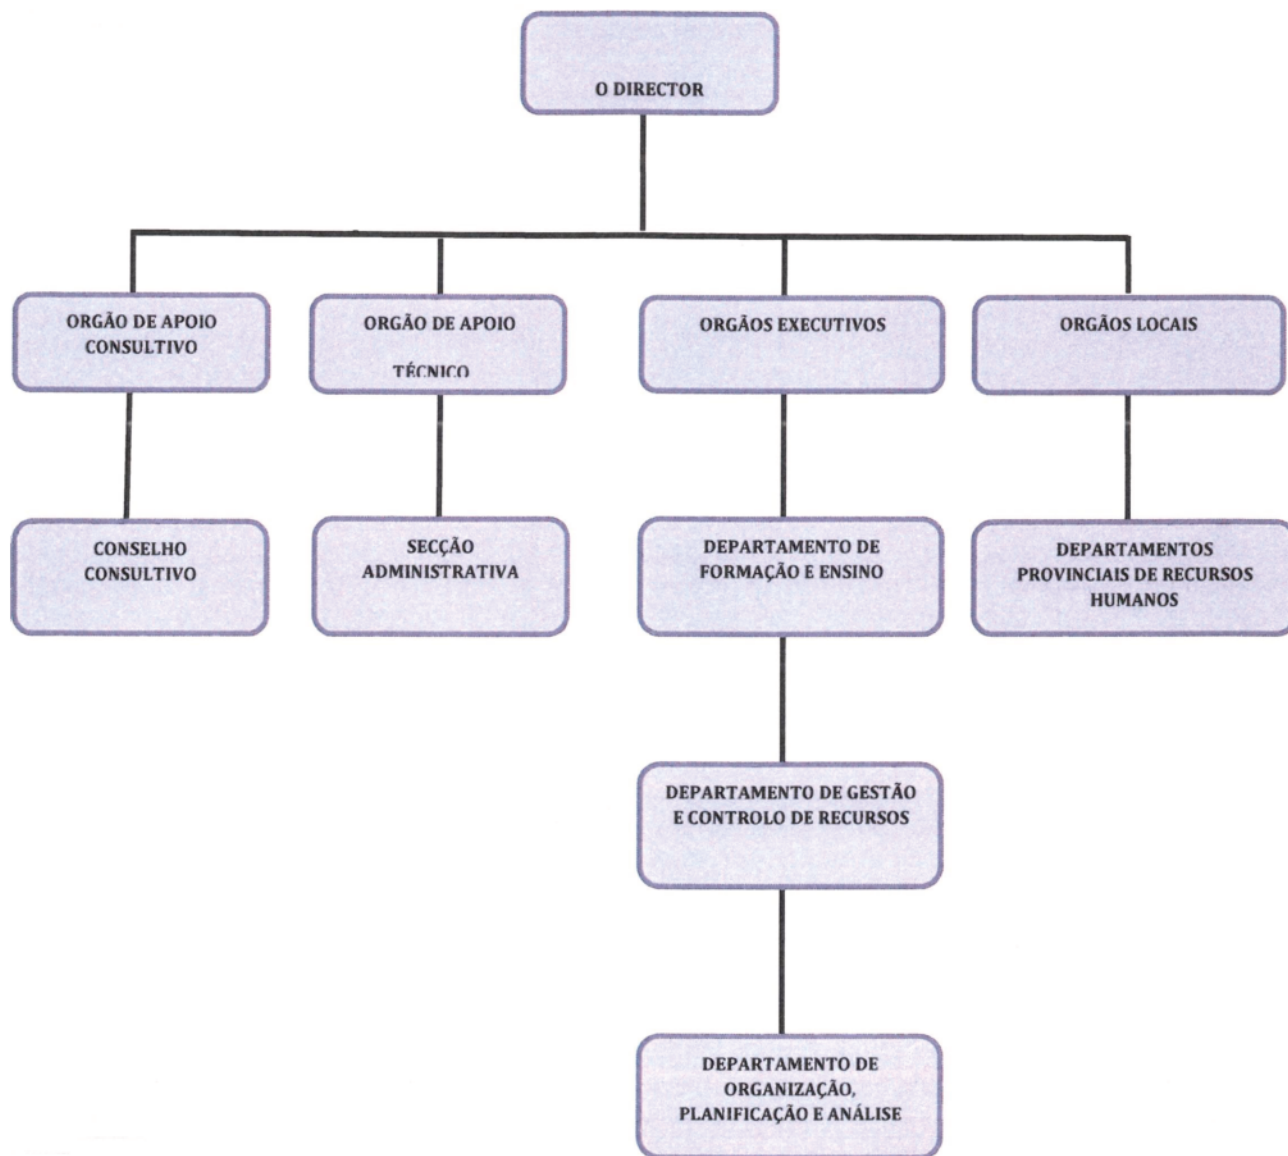 O DIRECTOR
ORGÃO DE APOIO
CONSULTIVO
ORGÃO DE APOIO
TÉCNICO
ORGÃOS EXECUTIVOS
ORGÃOS LOCAIS
CONSELHO
CONSULTIVO
SECÇÃO
ADMINISTRATIVA
DEPARTAMENTO DE
FORMAÇÃO E ENSINO
DEPARTAMENTOS
PROVINCIAIS DE RECURSOS
HUMANOS
DEPARTAMENTO DE GESTÃO
E CONTROLO DE RECURSOS
DEPARTAMENTO DE
ORGANIZAÇÃO,
PLANIFICAÇÃO E ANÁLISE